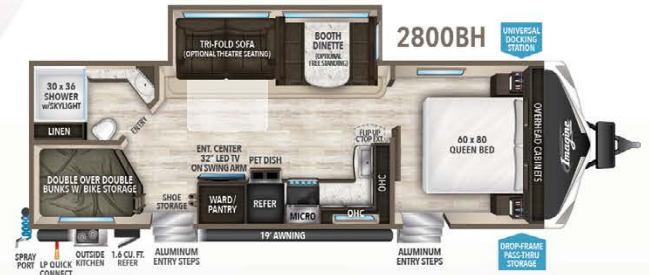 2800BH
UNIVERSAL
DOCKING
STATION
TRI-FOLD SOFA
(OPTIONAL THEATRE SEATING)
BOOTH
DINETTE
(OPTIONAL
FREE STANDING)
30 x 36
SHOWER
w/SKYLIGHT
LINEN
ENTRY
DOUBLE OVER DOUBLE
BUNKS W/ BIKE STORAGE
ENT. CENTER
32" LED TV
ON SWING ARM
PET DISH
FLIP-UP
C'TOP EXT.
SHOE
STORAGE
WARD/
PANTRY
REFER
MICRO
OHC
OHC
60 x 80
QUEEN BED
OVERHEAD CABINETS
Imagine
19' AWNING
SPRAY
PORT
LP QUICK
CONNECT
OUTSIDE
KITCHEN
1.6 CU. FT.
REFER
ALUMINUM
ENTRY STEPS
ALUMINUM
ENTRY STEPS
DROP-FRAME
PASS-THRU
STORAGE